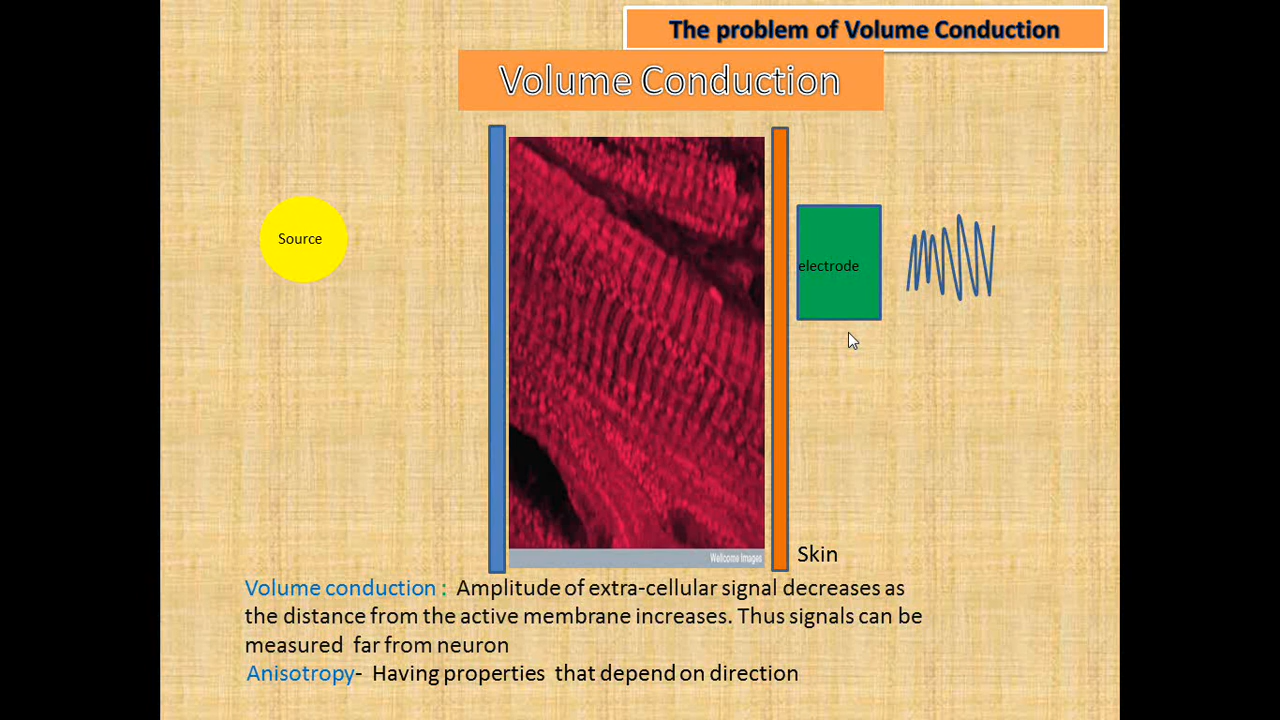 The problem of Volume Conduction
Volume Conduction
Source
electrode
Wellcome Images
Skin
Volume conduction : Amplitude of extra-cellular signal decreases as
the distance from the active membrane increases. Thus signals can be
measured far from neuron
Anisotropy- Having properties that depend on direction